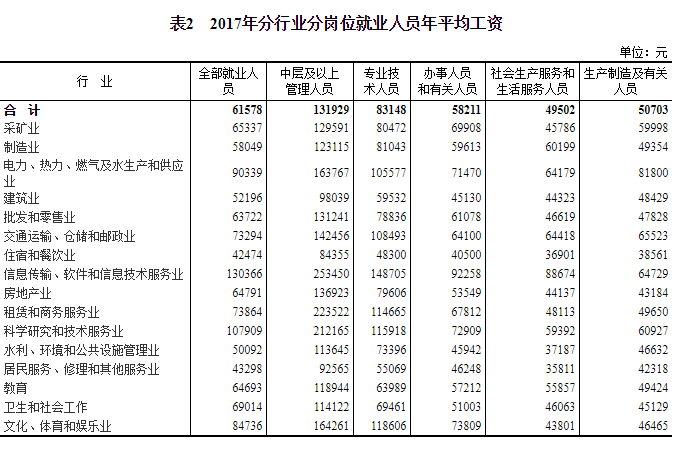 表2 2017年分行业分岗位就业人员年平均工资
单位：元
行 业 全部就业人员 中层及以上管理人员 专业技术人员 办事人员和有关人员 社会生产服务和生活服务人员 生产制造及有关人员
合 计 61578 131929 83148 58211 49502 50703
采矿业 65337 129591 80472 69908 45786 59998
制造业 58049 123115 81043 59613 60199 49354
电力、热力、燃气及水生产和供应业 90339 163767 105577 71470 64179 81800
建筑业 52196 98039 59532 45130 44323 48429
批发和零售业 63722 131241 78836 61078 46619 47828
交通运输、仓储和邮政业 73294 142456 108493 64100 64418 65523
住宿和餐饮业 42474 84355 48300 40500 36901 38561
信息传输、软件和信息技术服务业 130366 253450 148705 92258 88674 64729
房地产业 64791 136923 79606 53549 44137 43184
租赁和商务服务业 73864 223522 114665 67812 48113 49650
科学研究和技术服务业 107909 212165 115918 72909 59392 60927
水利、环境和公共设施管理业 50092 113645 73396 45942 37187 46632
居民服务、修理和其他服务业 43298 92565 55069 46248 35811 42318
教育 64693 118944 63989 57212 55857 49424
卫生和社会工作 69014 114122 69461 51003 46063 45129
文化、体育和娱乐业 84736 164261 118606 73809 43801 46465